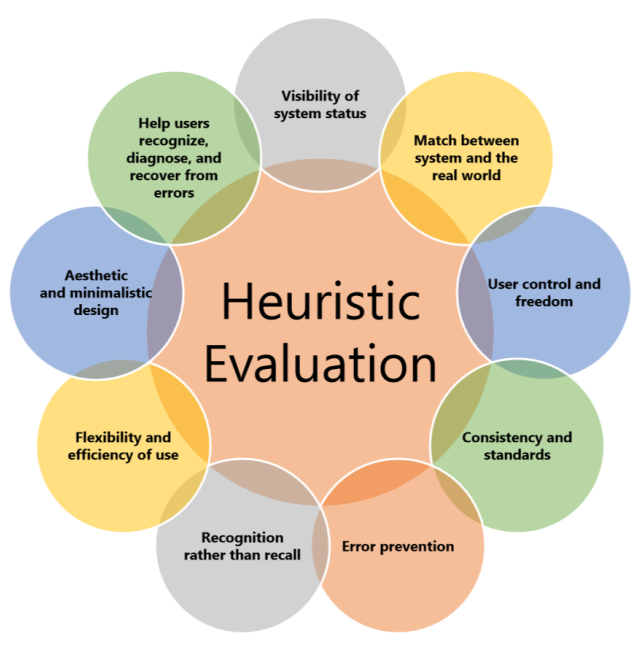 Visibility of
system status
Match between
system and the
real world
User control and
freedom
Consistency and
standards
Error prevention
Recognition
rather than recall
Flexibility and
efficiency of use
Aesthetic
and minimalistic
design
Help users
recognize,
diagnose, and
recover from
errors
Heuristic
Evaluation